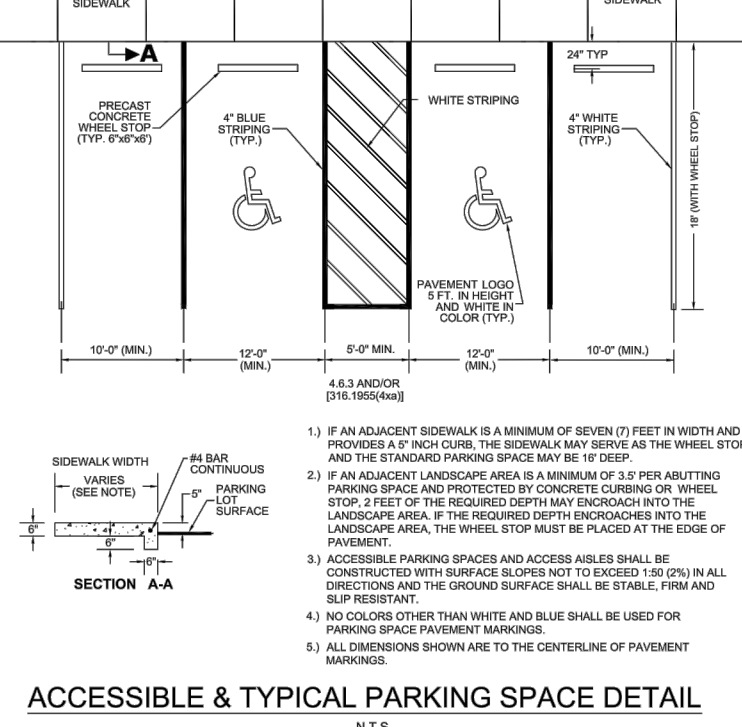 SIDEWALK
SIDEWALK
A
24" TYP
PRECAST
CONCRETE
WHEEL STOP
(TYP. 6"x6"x6')
4" BLUE
STRIPING
(TYP.)
WHITE STRIPING
4" WHITE
STRIPING
(TYP.)
18' (WITH WHEEL STOP)
PAVEMENT LOGO
5 FT. IN HEIGHT
AND WHITE IN
COLOR (TYP.)
10'-0" (MIN.)
12'-0"
(MIN.)
5'-0" MIN.
12'-0"
(MIN.)
10'-0" (MIN.)
4.6.3 AND/OR
[316.1955(4xa)]
SIDEWALK WIDTH
VARIES
(SEE NOTE)
#4 BAR
CONTINUOUS
5"
PARKING
LOT
SURFACE
6"
4"
6"
6"
SECTION A-A
1.) IF AN ADJACENT SIDEWALK IS A MINIMUM OF SEVEN (7) FEET IN WIDTH AND
PROVIDES A 5" INCH CURB, THE SIDEWALK MAY SERVE AS THE WHEEL STOP
AND THE STANDARD PARKING SPACE MAY BE 16' DEEP.
2.) IF AN ADJACENT LANDSCAPE AREA IS A MINIMUM OF 3.5' PER ABUTTING
PARKING SPACE AND PROTECTED BY CONCRETE CURBING OR WHEEL
STOP, 2 FEET OF THE REQUIRED DEPTH MAY ENCROACH INTO THE
LANDSCAPE AREA. IF THE REQUIRED DEPTH ENCROACHES INTO THE
LANDSCAPE AREA, THE WHEEL STOP MUST BE PLACED AT THE EDGE OF
PAVEMENT.
3.) ACCESSIBLE PARKING SPACES AND ACCESS AISLES SHALL BE
CONSTRUCTED WITH SURFACE SLOPES NOT TO EXCEED 1:50 (2%) IN ALL
DIRECTIONS AND THE GROUND SURFACE SHALL BE STABLE, FIRM AND
SLIP RESISTANT.
4.) NO COLORS OTHER THAN WHITE AND BLUE SHALL BE USED FOR
PARKING SPACE PAVEMENT MARKINGS.
5.) ALL DIMENSIONS SHOWN ARE TO THE CENTERLINE OF PAVEMENT
MARKINGS.
ACCESSIBLE & TYPICAL PARKING SPACE DETAIL
N.T.S.